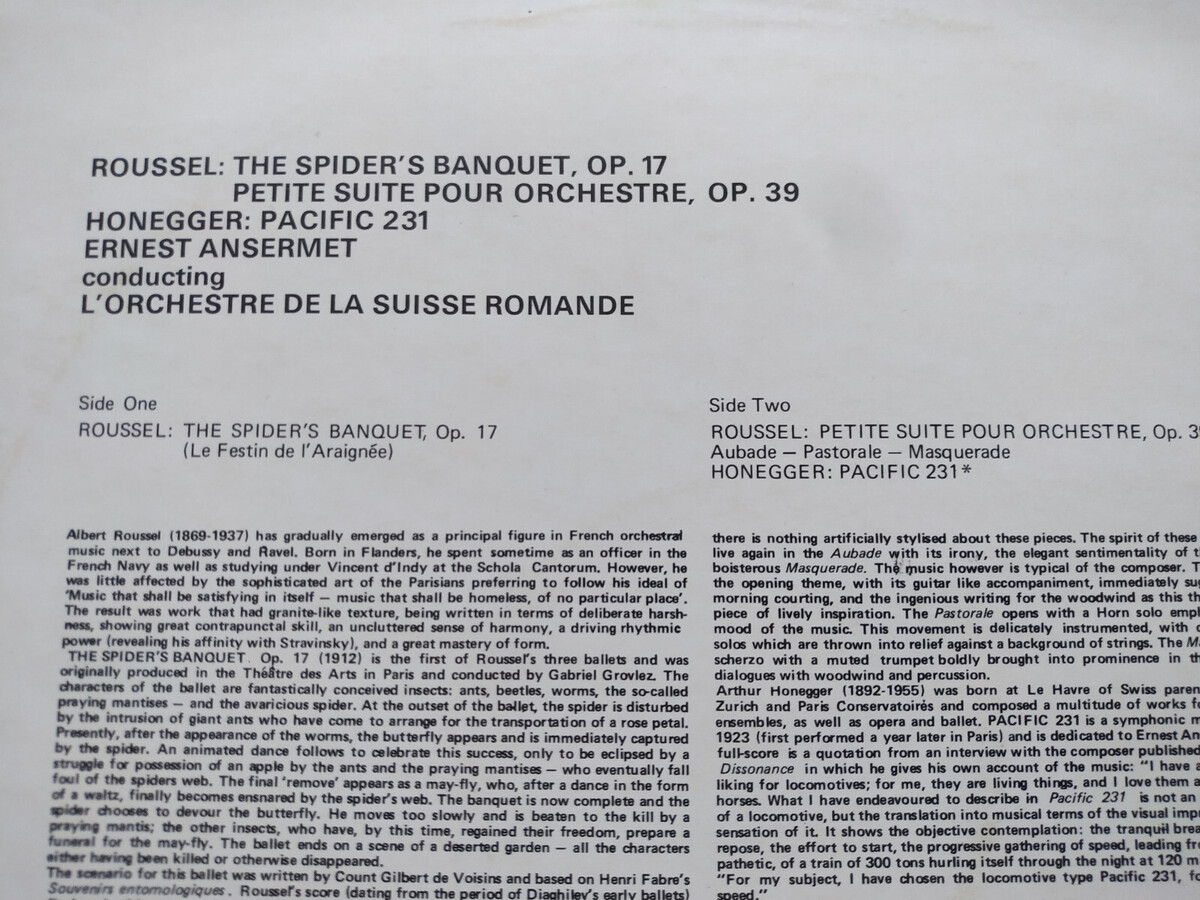 ROUSSEL: THE SPIDER'S BANQUET, OP. 17
PETITE SUITE POUR ORCHESTRE, OP. 39
HONEGGER: PACIFIC 231
ERNEST ANSERMET
conducting
L'ORCHESTRE DE LA SUISSE ROMANDE
Side One
ROUSSEL: THE SPIDER'S BANQUET, Op. 17
(Le Festin de l'Araignée)
Albert Roussel (1869-1937) has gradually emerged as a principal figure in French orchestral
music next to Debussy and Ravel. Born in Flanders, he spent sometime as an officer in the
French Navy as well as studying under Vincent d'Indy at the Schola Cantorum. However, he
was little affected by the sophisticated art of the Parisians preferring to follow his ideal of
'Music that shall be satisfying in itself — music that shall be homeless, of no particular place'.
The result was work that had granite-like texture, being written in terms of deliberate harsh-
ness, showing great contrapunctal skill, an uncluttered sense of harmony, a driving rhythmic
power (revealing his affinity with Stravinsky), and a great mastery of form.
THE SPIDER'S BANQUET Op. 17 (1912) is the first of Roussel's three ballets and was
originally produced in the Théâtre des Arts in Paris and conducted by Gabriel Grovlez. The
characters of the ballet are fantastically conceived insects: ants, beetles, worms, the so-called
praying mantises — and the avaricious spider. At the outset of the ballet, the spider is disturbed
by the intrusion of giant ants who have come to arrange for the transportation of a rose petal.
Presently, after the appearance of the worms, the butterfly appears and is immediately captured
by the spider. An animated dance follows to celebrate this success, only to be eclipsed by a
struggle for possession of an apple by the ants and the praying mantises — who eventually fall
foul of the spiders web. The final 'remove' appears as a may-fly, who, after a dance in the form
of a waltz, finally becomes ensnared by the spider's web. The banquet is now complete and the
spider chooses to devour the butterfly. He moves too slowly and is beaten to the kill by a
praying mantis; the other insects, who have, by this time, regained their freedom, prepare a
funeral for the may-fly. The ballet ends on a scene of a deserted garden — all the characters
either having been killed or otherwise disappeared.
The scenario for this ballet was written by Count Gilbert de Voisins and based on Henri Fabre's
Souvenirs entomologiques. Roussel's score (dating from the period of Diaghilev's early ballets)
Side Two
ROUSSEL: PETITE SUITE POUR ORCHESTRE, Op. 39
Aubade — Pastorale — Masquerade
HONEGGER: PACIFIC 231*
there is nothing artificially stylised about these pieces. The spirit of these
live again in the Aubade with its irony, the elegant sentimentality of
boisterous Masquerade. The music however is typical of the composer.
the opening theme, with its guitar like accompaniment, immediately
morning courting, and the ingenious writing for the woodwind as this
piece of lively inspiration. The Pastorale opens with a Horn solo
mood of the music. This movement is delicately instrumented, with
solos which are thrown into relief against a background of strings. The
scherzo with a muted trumpet boldly brought into prominence in
dialogues with woodwind and percussion.
Arthur Honegger (1892-1955) was born at Le Havre of Swiss
Zurich and Paris Conservatoirés and composed a multitude of works
ensembles, as well as opera and ballet. PACIFIC 231 is a symphonic
1923 (first performed a year later in Paris) and is dedicated to Ernest
full-score is a quotation from an interview with the composer published
Dissonance in which he gives his own account of the music: "I have
liking for locomotives; for me, they are living things, and I love them
horses. What I have endeavoured to describe in Pacific 231 is not an
of a locomotive, but the translation into musical terms of the visual
sensation of it. It shows the objective contemplation: the tranquil
repose, the effort to start, the progressive gathering of speed, leading
pathetic, of a train of 300 tons hurling itself through the night at 120
"For my subject, I have chosen the locomotive type Pacific 231,
speed."